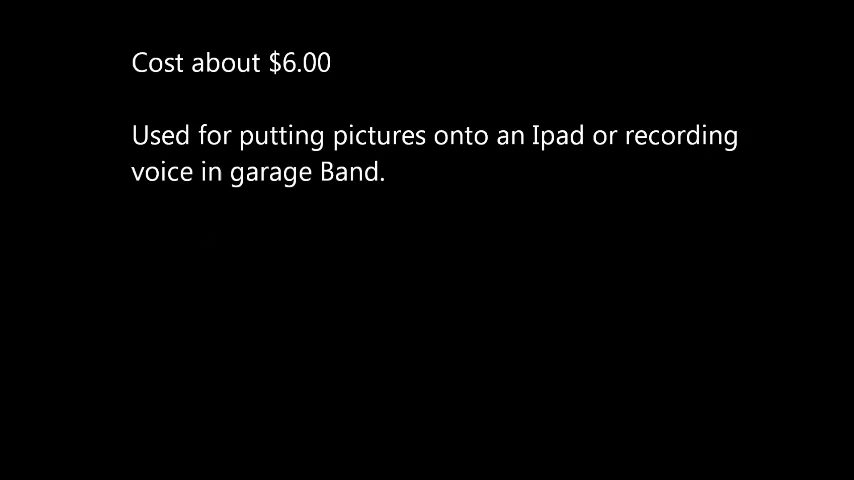 Cost about $6.00
Used for putting pictures onto an Ipad or recording
voice in garage Band.